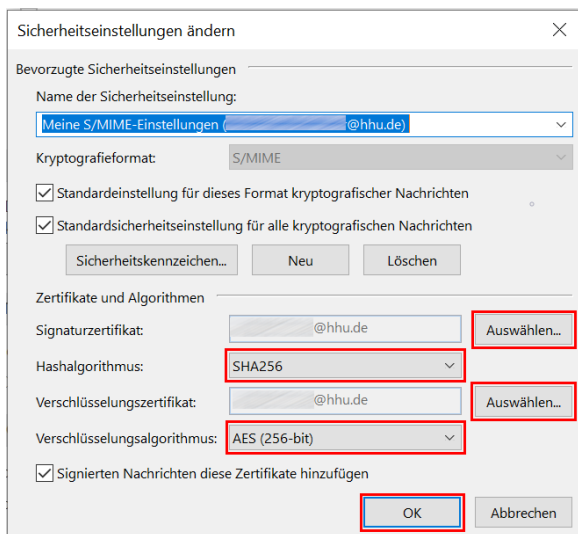 Sicherheitseinstellungen ändern
Bevorzugte Sicherheitseinstellungen
Name der Sicherheitseinstellung:
Meine S/MIME-Einstellungen ( @hhu.de)
Kryptografieformat: S/MIME
Standardeinstellung für dieses Format kryptografischer Nachrichten
Standardsicherheitseinstellung für alle kryptografischen Nachrichten
Sicherheitskennzeichen... Neu Löschen
Zertifikate und Algorithmen
Signaturzertifikat: @hhu.de Auswählen...
Hashalgorithmus: SHA256
Verschlüsselungszertifikat: @hhu.de Auswählen...
Verschlüsselungsalgorithmus: AES (256-bit)
Signierten Nachrichten diese Zertifikate hinzufügen
OK Abbrechen